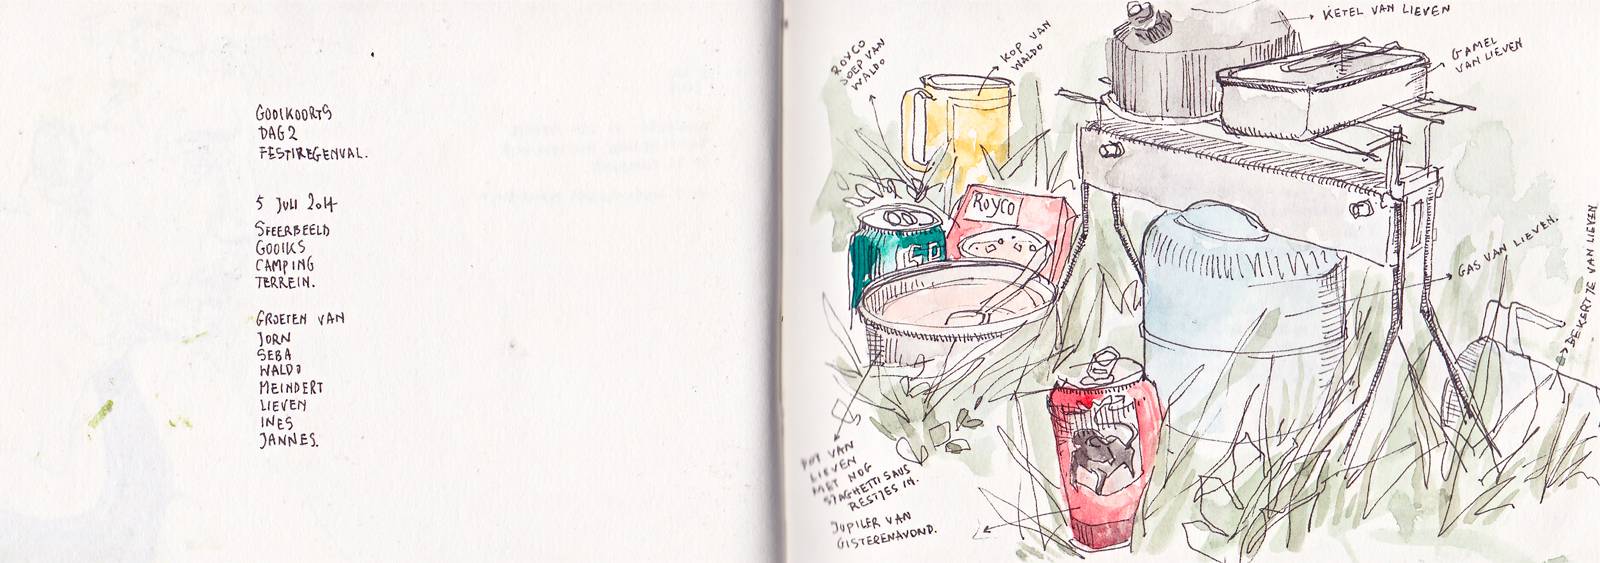 GOOIKOORTS
DAG 2
FESTIREGENVAL.
5 JULI 2014
SFEERBEELD
GOOIKS
CAMPING
TERREIN.
GROETEN VAN
JORN
SEBA
WALDO
MEINDERT
LIEVEN
INES
JANNES.
ROYCO
SOEP VAN
WALDO
KOP VAN
WALDO
KETEL VAN LIEVEN
GAMEL
VAN LIEVEN
Royco
GAS VAN LIEVEN.
BEKERTJE VAN LIEVEN
POT VAN
LIEVEN
MET NOG
SPAGHETTI SAUS
RESTJES IN.
JUPILER VAN
GISTERENAVOND.